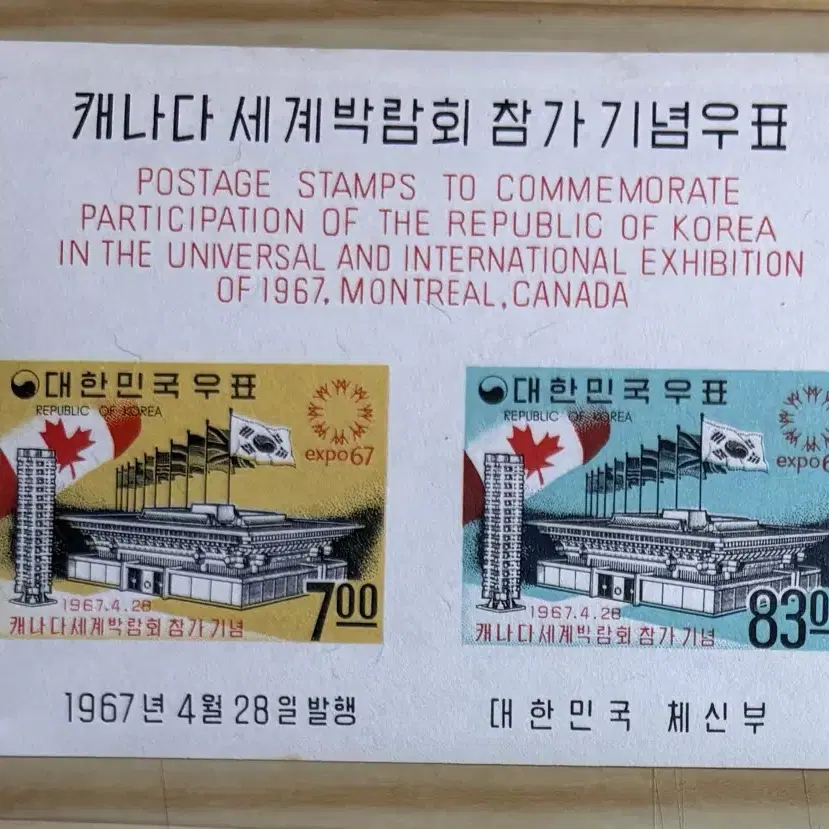 캐나다 세계박람회 참가 기념우표
POSTAGE STAMPS TO COMMEMORATE
PARTICIPATION OF THE REPUBLIC OF KOREA
IN THE UNIVERSAL AND INTERNATIONAL EXHIBITION
OF 1967, MONTREAL, CANADA
대한민국우표
REPUBLIC OF KOREA
expo67
7.00
1967.4.28
캐나다세계박람회 참가 기념
대한민국우표
REPUBLIC OF KOREA
expo6
830
1967.4.28
캐나다세계박람회 참가 기념
1967년 4월 28일 발행
대한민국 체신부